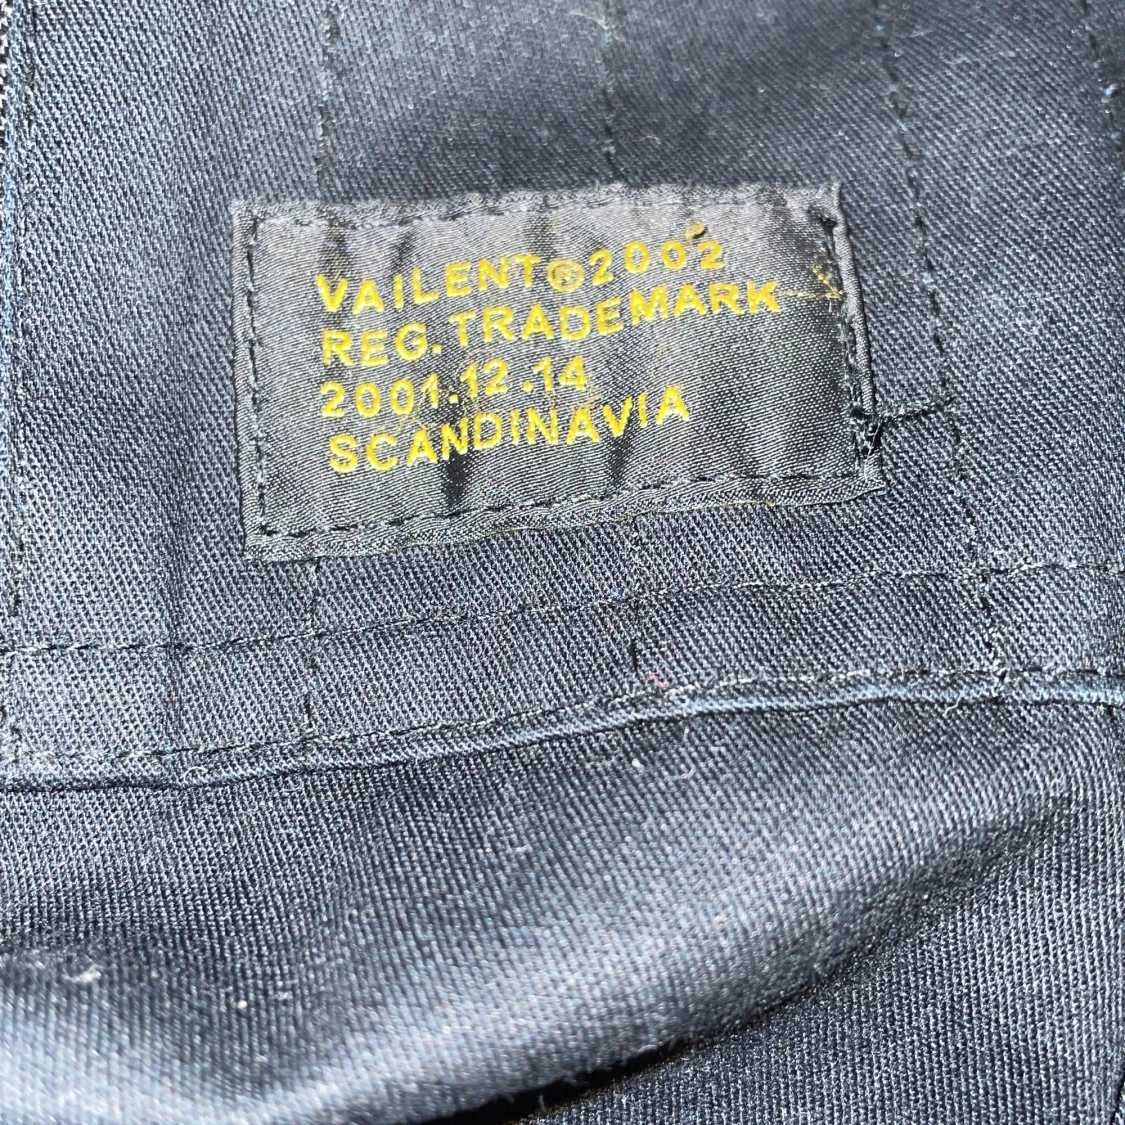 VAILENT®2002
REG.TRADEMARK
2001.12.14
SCANDINAVIA